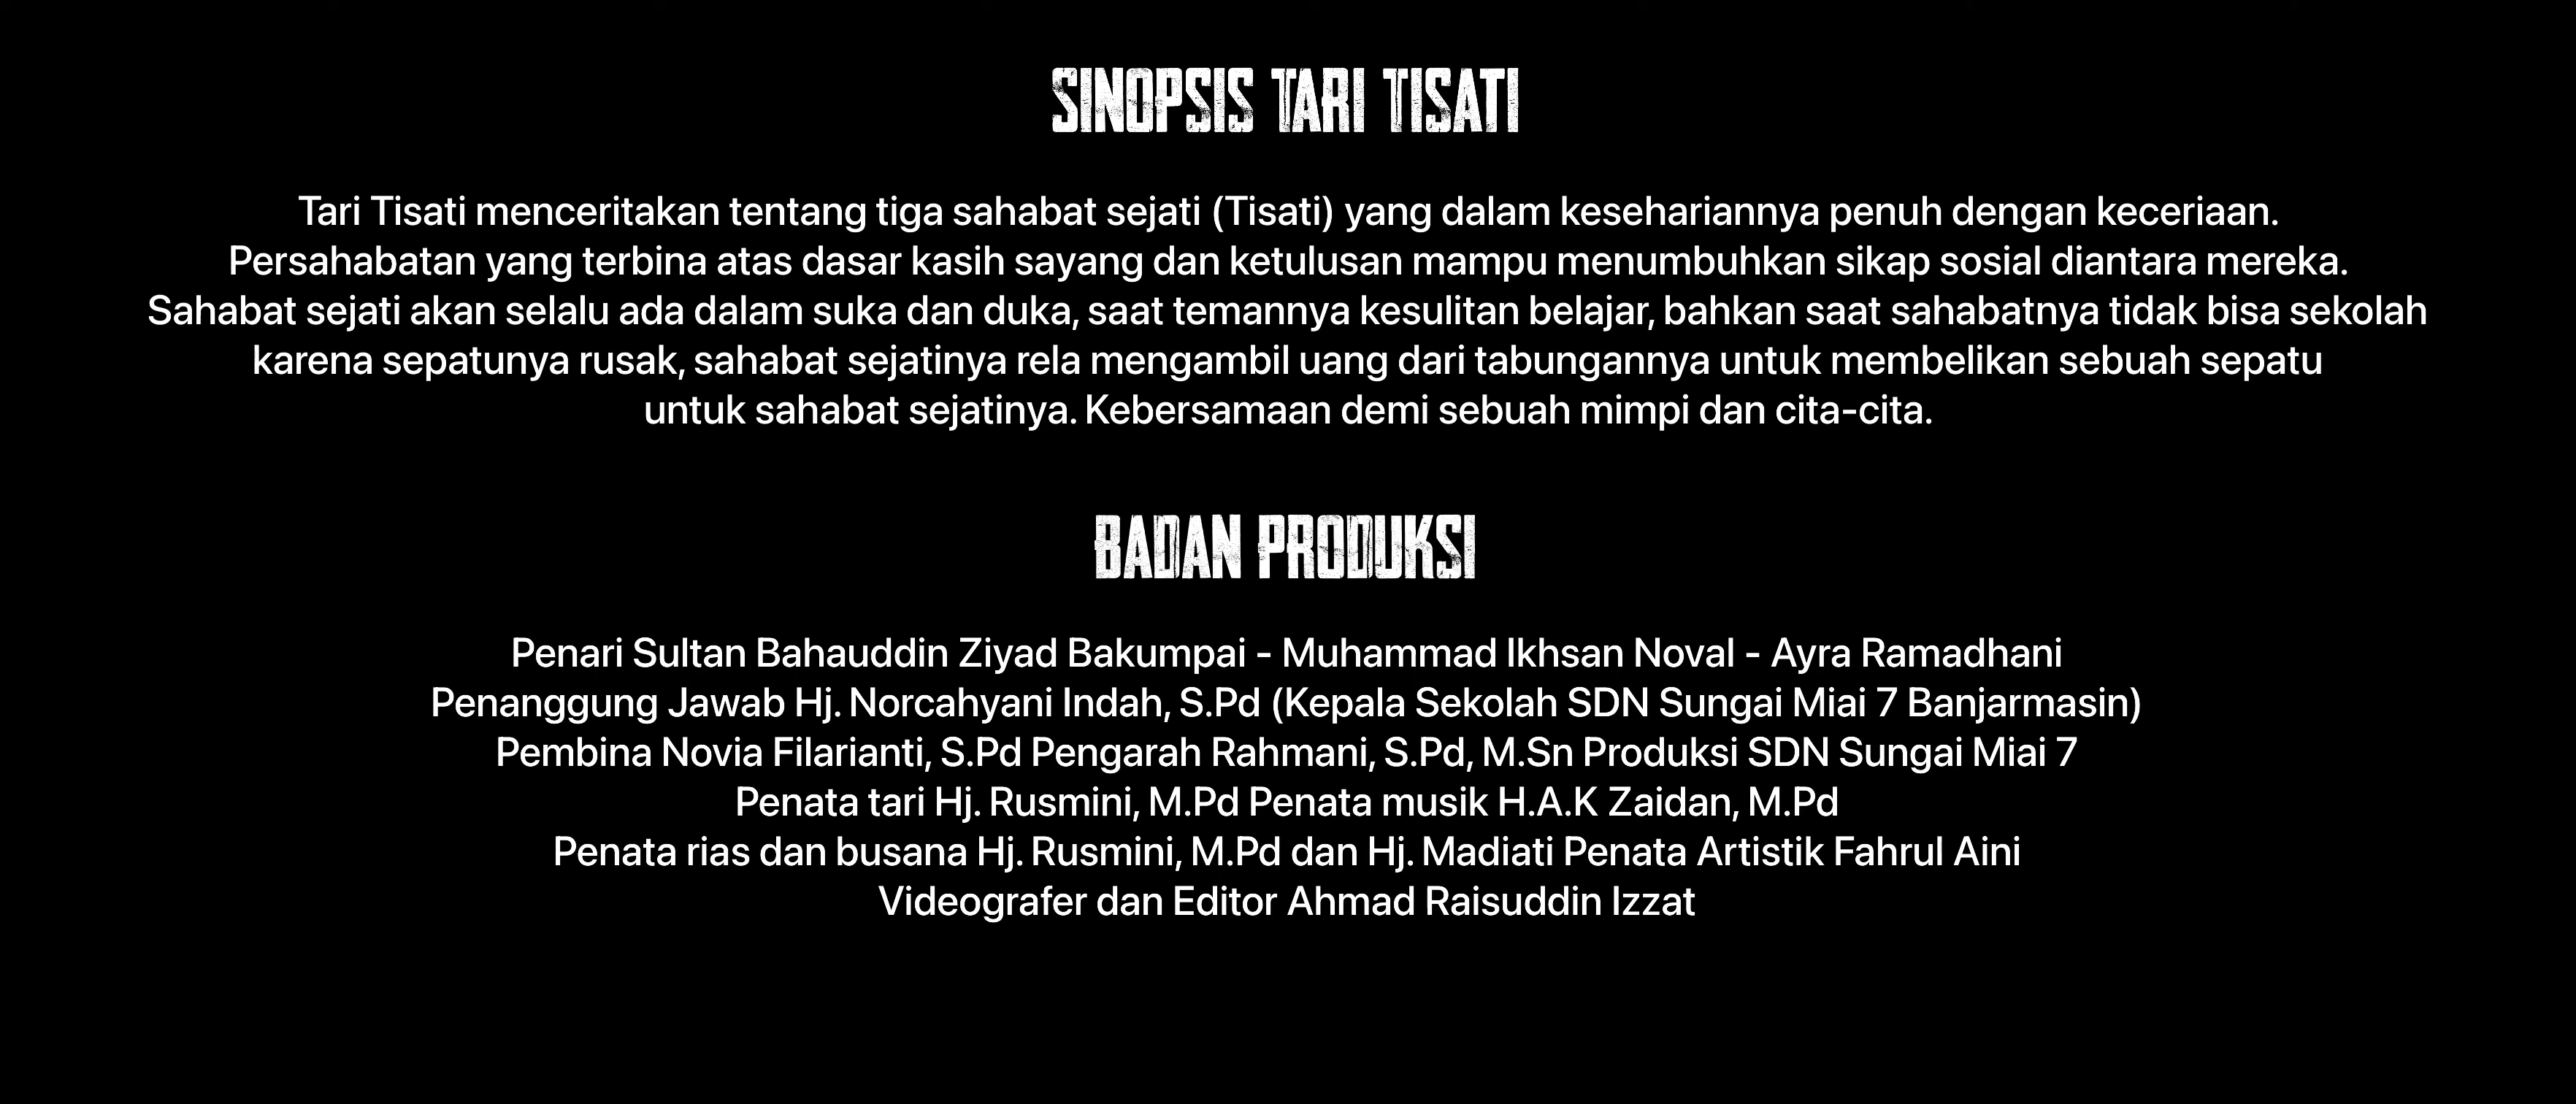 SINOPSIS TARI TISATI
Tari Tisati menceritakan tentang tiga sahabat sejati (Tisati) yang dalam kesehariannya penuh dengan keceriaan.
Persahabatan yang terbina atas dasar kasih sayang dan ketulusan mampu menumbuhkan sikap sosial diantara mereka.
Sahabat sejati akan selalu ada dalam suka dan duka, saat temannya kesulitan belajar, bahkan saat sahabatnya tidak bisa sekolah
karena sepatunya rusak, sahabat sejatinya rela mengambil uang dari tabungannya untuk membelikan sebuah sepatu
untuk sahabat sejatinya. Kebersamaan demi sebuah mimpi dan cita-cita.
BADAN PRODUKSI
Penari Sultan Bahauddin Ziyad Bakumpai - Muhammad Ikhsan Noval - Ayra Ramadhani
Penanggung Jawab Hj. Norcahyani Indah, S.Pd (Kepala Sekolah SDN Sungai Miai 7 Banjarmasin)
Pembina Novia Filarianti, S.Pd Pengarah Rahmani, S.Pd, M.Sn Produksi SDN Sungai Miai 7
Penata tari Hj. Rusmini, M.Pd Penata musik H.A.K Zaidan, M.Pd
Penata rias dan busana Hj. Rusmini, M.Pd dan Hj. Madiati Penata Artistik Fahrul Aini
Videografer dan Editor Ahmad Raisuddin Izzat